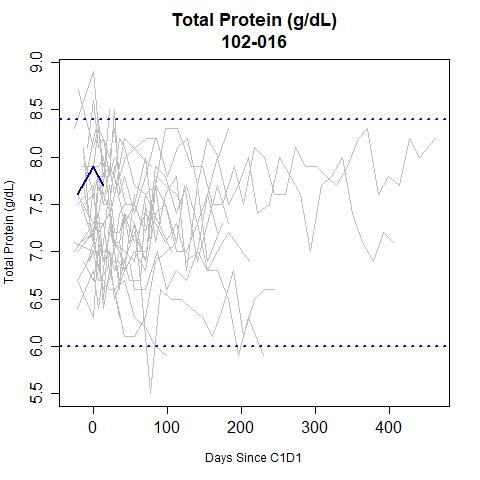 Total Protein (g/dL)
102-016
Total Protein (g/dL)
9.0
8.5
8.0
7.5
7.0
6.5
6.0
5.5
0 100 200 300 400
Days Since C1D1